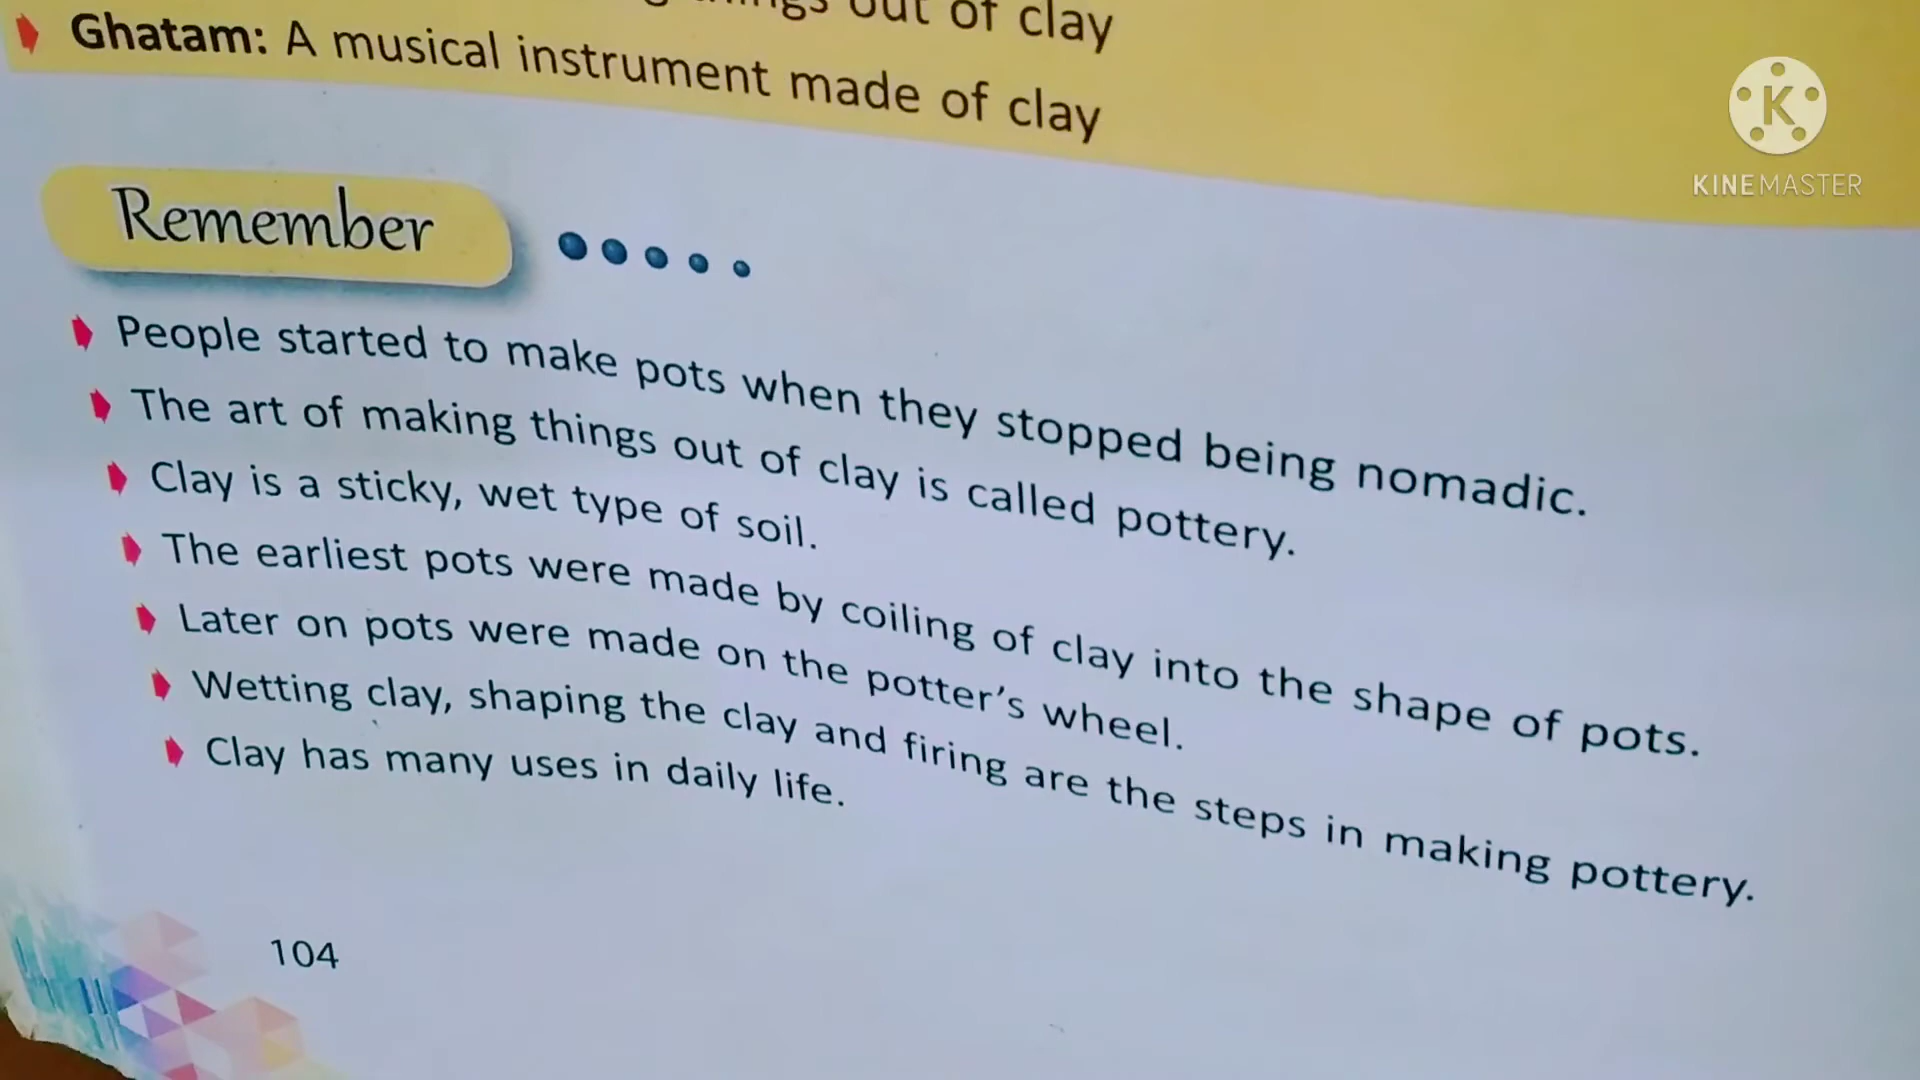 out of clay
Ghatam: A musical instrument made of clay
KINEMASTER
Remember
People started to make pots when they stopped being nomadic.
The art of making things out of clay is called pottery.
Clay is a sticky, wet type of soil.
The earliest pots were made by coiling of clay into the shape of pots.
Later on pots were made on the potter's wheel.
Wetting clay, shaping the clay and firing are the steps in making pottery.
Clay has many uses in daily life.
104